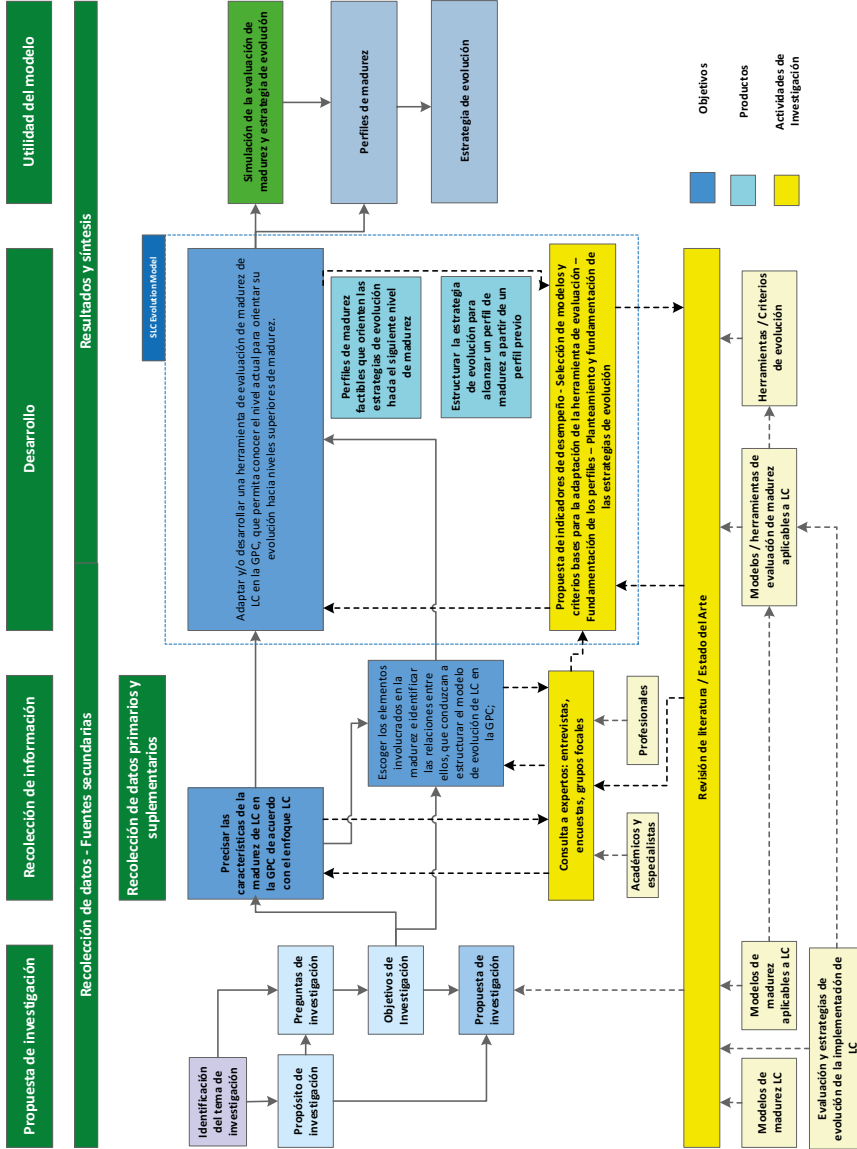 Propuesta de investigación
Recolección de información
Desarrollo
Utilidad del modelo
Recolección de datos - Fuentes secundarias
Resultados y síntesis
Recolección de datos primarios y
suplementarios
SLC Evolution Model
Identificación
del tema de
investigación
Propósito de
investigación
Preguntas de
investigación
Objetivos de
Investigación
Propuesta de
investigación
Precisar las
características de la
madurez de LC en
la GPC de acuerdo
con el enfoque LC
Escoger los elementos
involucrados en la
madurez e identificar
las relaciones entre
ellos, que conduzcan a
estructurar el modelo
de evolución de LC en
la GPC;
Consulta a expertos: entrevistas,
encuestas, grupos focales
Académicos y
especialistas
Profesionales
Adaptar y/o desarrollar una herramienta de evaluación de madurez de
LC en la GPC, que permita conocer el nivel actual para orientar su
evolución hacia niveles superiores de madurez.
Perfiles de madurez
factibles que orienten las
estrategias de evolución
hacia el siguiente nivel
de madurez
Estructurar la estrategia
de evolución para
alcanzar un perfil de
madurez a partir de un
perfil previo
Propuesta de indicadores de desempeño - Selección de modelos y
criterios bases para la adaptación de la herramienta de evaluación –
Fundamentación de los perfiles – Planteamiento y fundamentación de
las estrategias de evolución
Simulación de la evaluación de
madurez y estrategia de evolución
Perfiles de madurez
Estrategia de evolución
Revisión de literatura / Estado del Arte
Modelos de
madurez LC
Modelos de
madurez
aplicables a LC
Evaluación y estrategias de
evolución de la implementación de
LC
Modelos / herramientas de
evaluación de madurez
aplicables a LC
Herramientas / Criterios
de evolución
Objetivos
Productos
Actividades de
Investigación